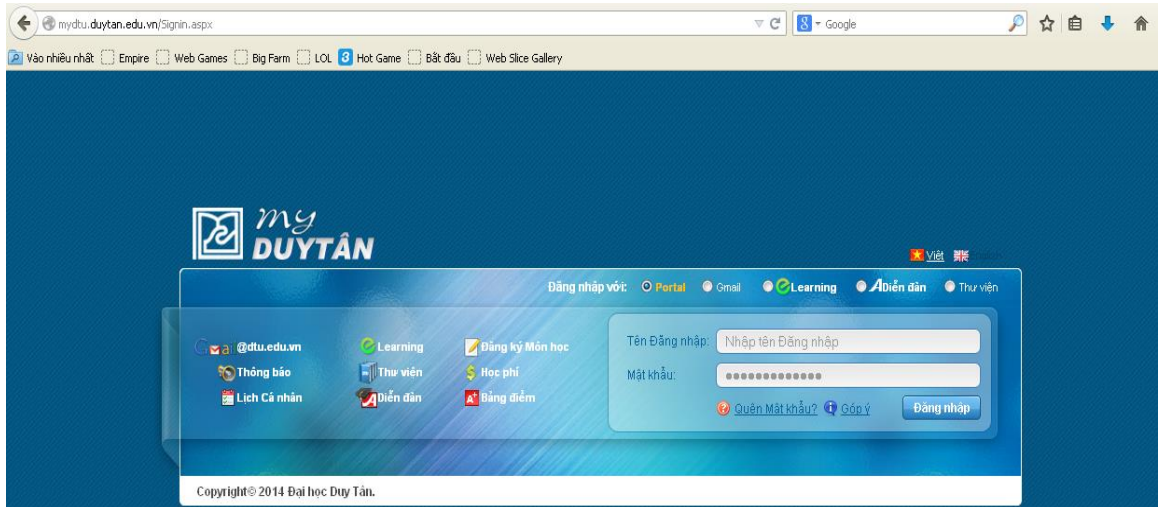 mydtu.duytan.edu.vn/Signin.aspx
Google
Vào nhiều nhất Empire Web Games Big Farm LOL Hot Game Bắt đầu Web Slice Gallery
my
DUYTÂN
Việt
Đăng nhập với: Portal Gmail Learning Diễn đàn Thư viện
@dtu.edu.vn Learning Đăng ký Môn học
Thông báo Thư viện Học phí
Lịch Cá nhân Diễn đàn Bảng điểm
Tên Đăng nhập: Nhập tên Đăng nhập
Mật khẩu:
Quên Mật khẩu? Góp ý Đăng nhập
Copyright© 2014 Đại học Duy Tân.